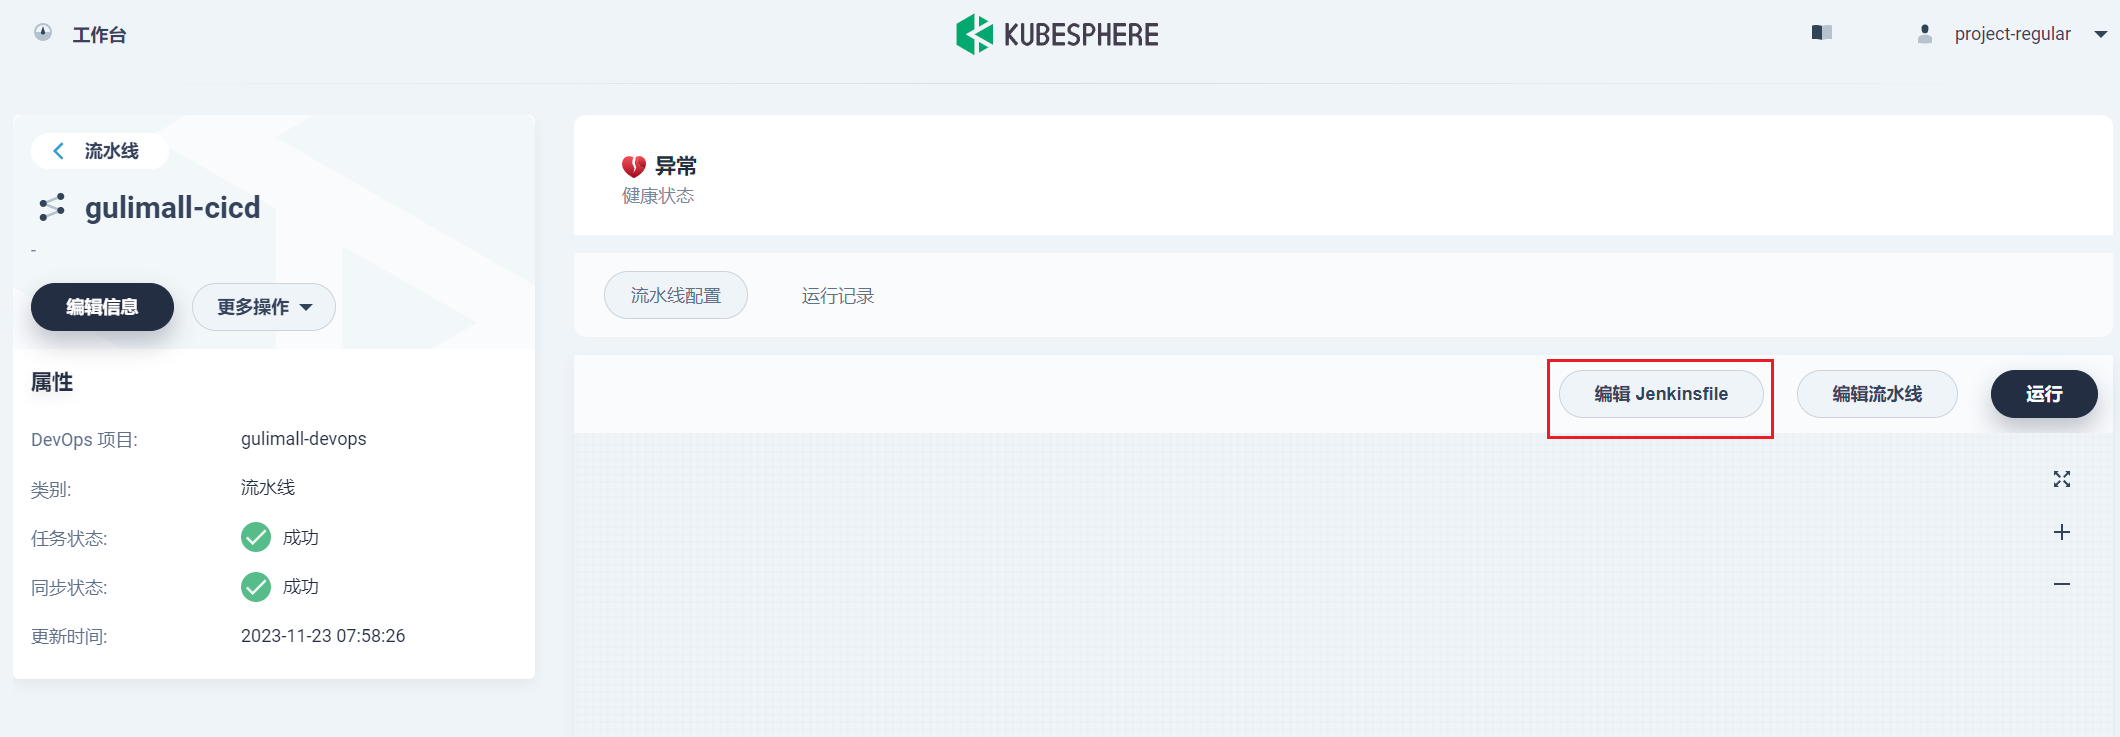 工作台
KUBESPHERE
project-regular
流水线
gulimall-cicd
-
编辑信息
更多操作
属性
DevOps 项目: gulimall-devops
类别: 流水线
任务状态: 成功
同步状态: 成功
更新时间: 2023-11-23 07:58:26
异常
健康状态
流水线配置 运行记录
编辑 Jenkinsfile 编辑流水线 运行